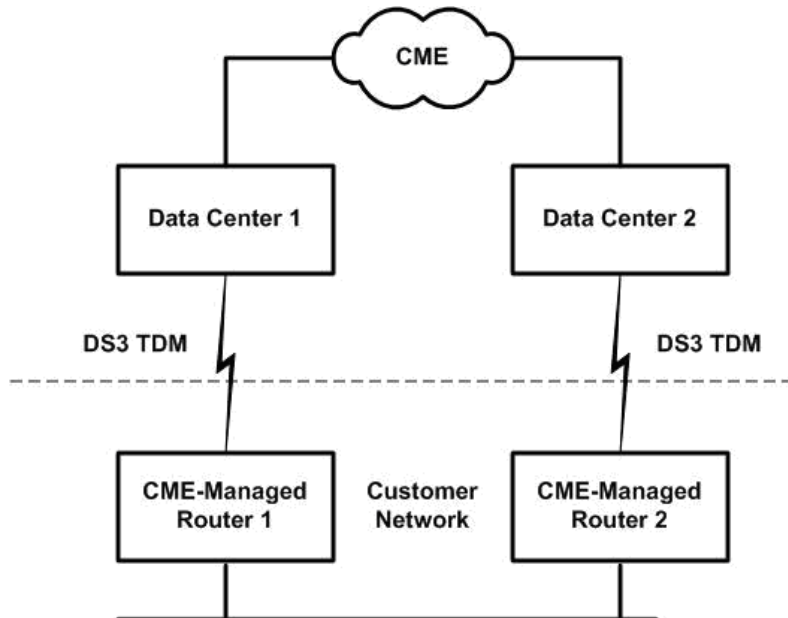 CME
Data Center 1
Data Center 2
DS3 TDM
DS3 TDM
CME-Managed
Router 1
Customer
Network
CME-Managed
Router 2